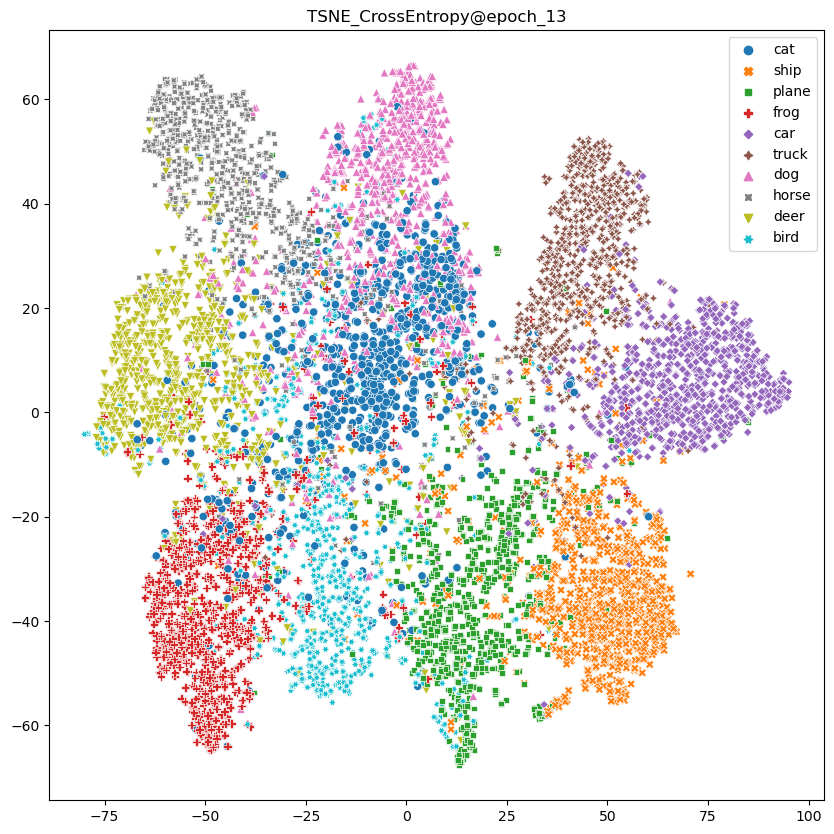 TSNE_CrossEntropy@epoch_13
cat
ship
plane
frog
car
truck
dog
horse
deer
bird
60
40
20
0
−20
−40
−60
−75
−50
−25
0
25
50
75
100